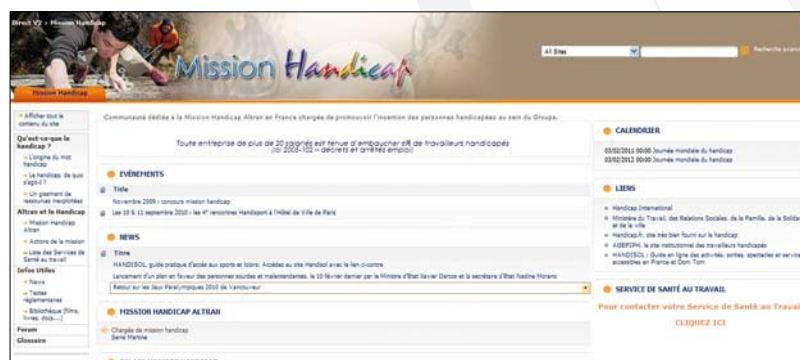 Direct V2 > Mission Handicap
Mission Handicap
All Sites
Recherche avancé
Mission Handicap
Afficher tout le contenu du site
Qu'est-ce-que le handicap ?
L'origine du mot handicap
Le handicap, de quoi s'agit-il ?
Un gisement de ressources inexploitées
Altran et le Handicap
Mission Handicap Altran
Actions de la mission
Liste des Services de Santé au travail
Infos Utiles
News
Textes réglementaires
Bibliothèque (films, livres, docs...)
Forum
Glossaire
Communauté dédiée à la Mission Handicap Altran en France chargée de promouvoir l'insertion des personnes handicapées au sein du Groupe.
Toute entreprise de plus de 20 salariés est tenue d'embaucher 6% de travailleurs handicapés
(loi 2005-102 – décrets et arrêtés emploi)
EVÉNEMENTS
Title
Novembre 2009 : concours mission handicap
Les 10 & 11 septembre 2010 : les 4° rencontres Handisport à l'Hôtel de Ville de Paris
NEWS
Titre
HANDISOL, guide pratique d'accès aux sports et loisirs. Accédez au site Handisol avec le lien ci-contre
Lancement d'un plan en faveur des personnes sourdes et malentendantes, le 10 février dernier par le Ministre d'Etat Xavier Darcos et la secrétaire d'Etat Nadine Morano
Retour sur les Jeux Paralympiques 2010 de Vancouver
MISSION HANDICAP ALTRAN
Chargée de mission handicap
Serre Martine
CALENDRIER
03/02/2011 00:00 Journée mondiale du handicap
03/02/2012 00:00 Journée mondiale du handicap
LIENS
Handicap International
Ministère du Travail, des Relations Sociales, de la Famille, de la Solida
et de la ville
Handicap.fr, site très bien fourni sur le handicap
AGEFIPH, le site institutionnel des travailleurs handicapés
HANDISOL : Guide en ligne des activités, sorties, spectacles et service
accessibles en France et Dom Tom
SERVICE DE SANTÉ AU TRAVAIL
Pour contacter votre Service de Santé au Travai
CLIQUEZ ICI